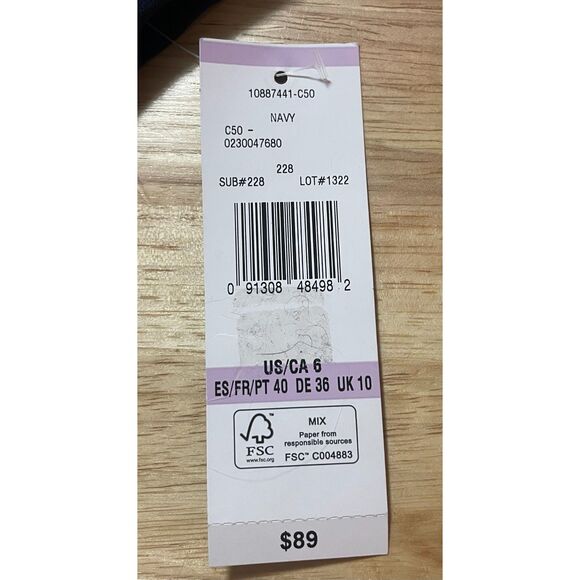 10887441-C50
NAVY
C50 -
0230047680
228
SUB#228 LOT#1322
0 91308 48498 2
US/CA 6
ES/FR/PT 40 DE 36 UK 10
FSC
www.fsc.org
MIX
Paper from
responsible sources
FSC™ C004883
$89